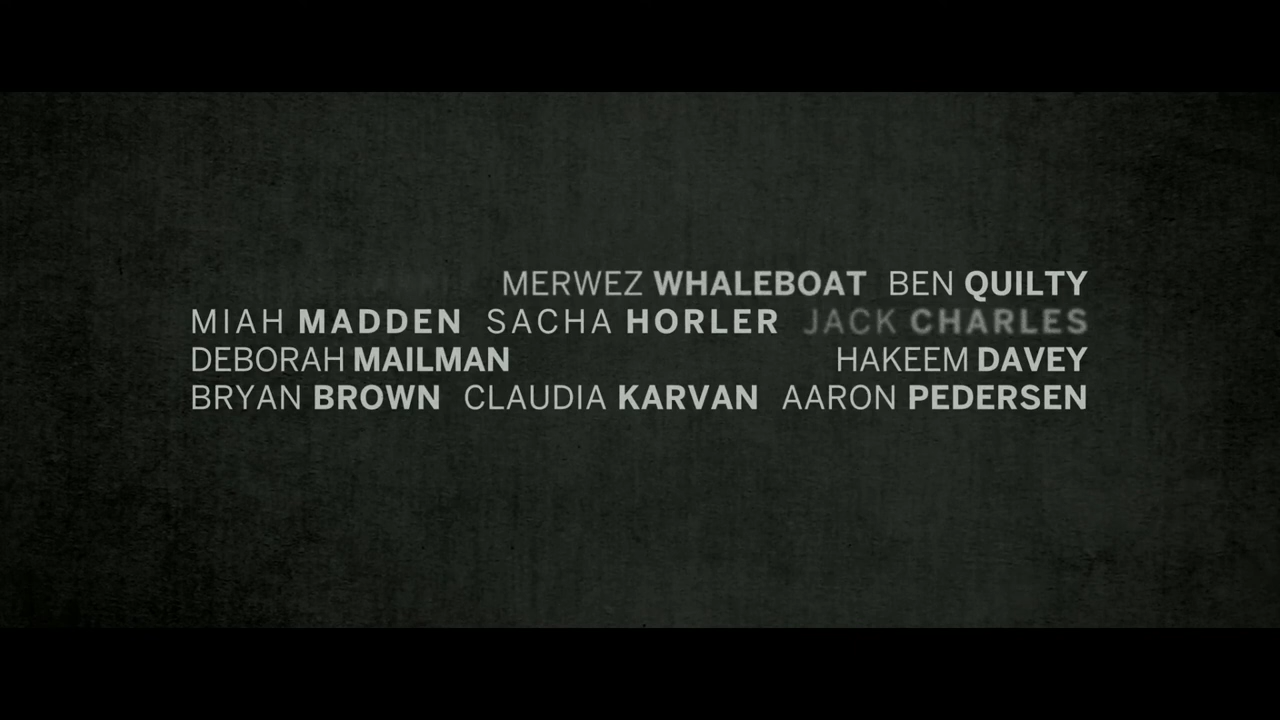 MERWEZ WHALEBOAT BEN QUILTY
MIAH MADDEN SACHA HORLER JACK CHARLES
DEBORAH MAILMAN HAKEEM DAVEY
BRYAN BROWN CLAUDIA KARVAN AARON PEDERSEN